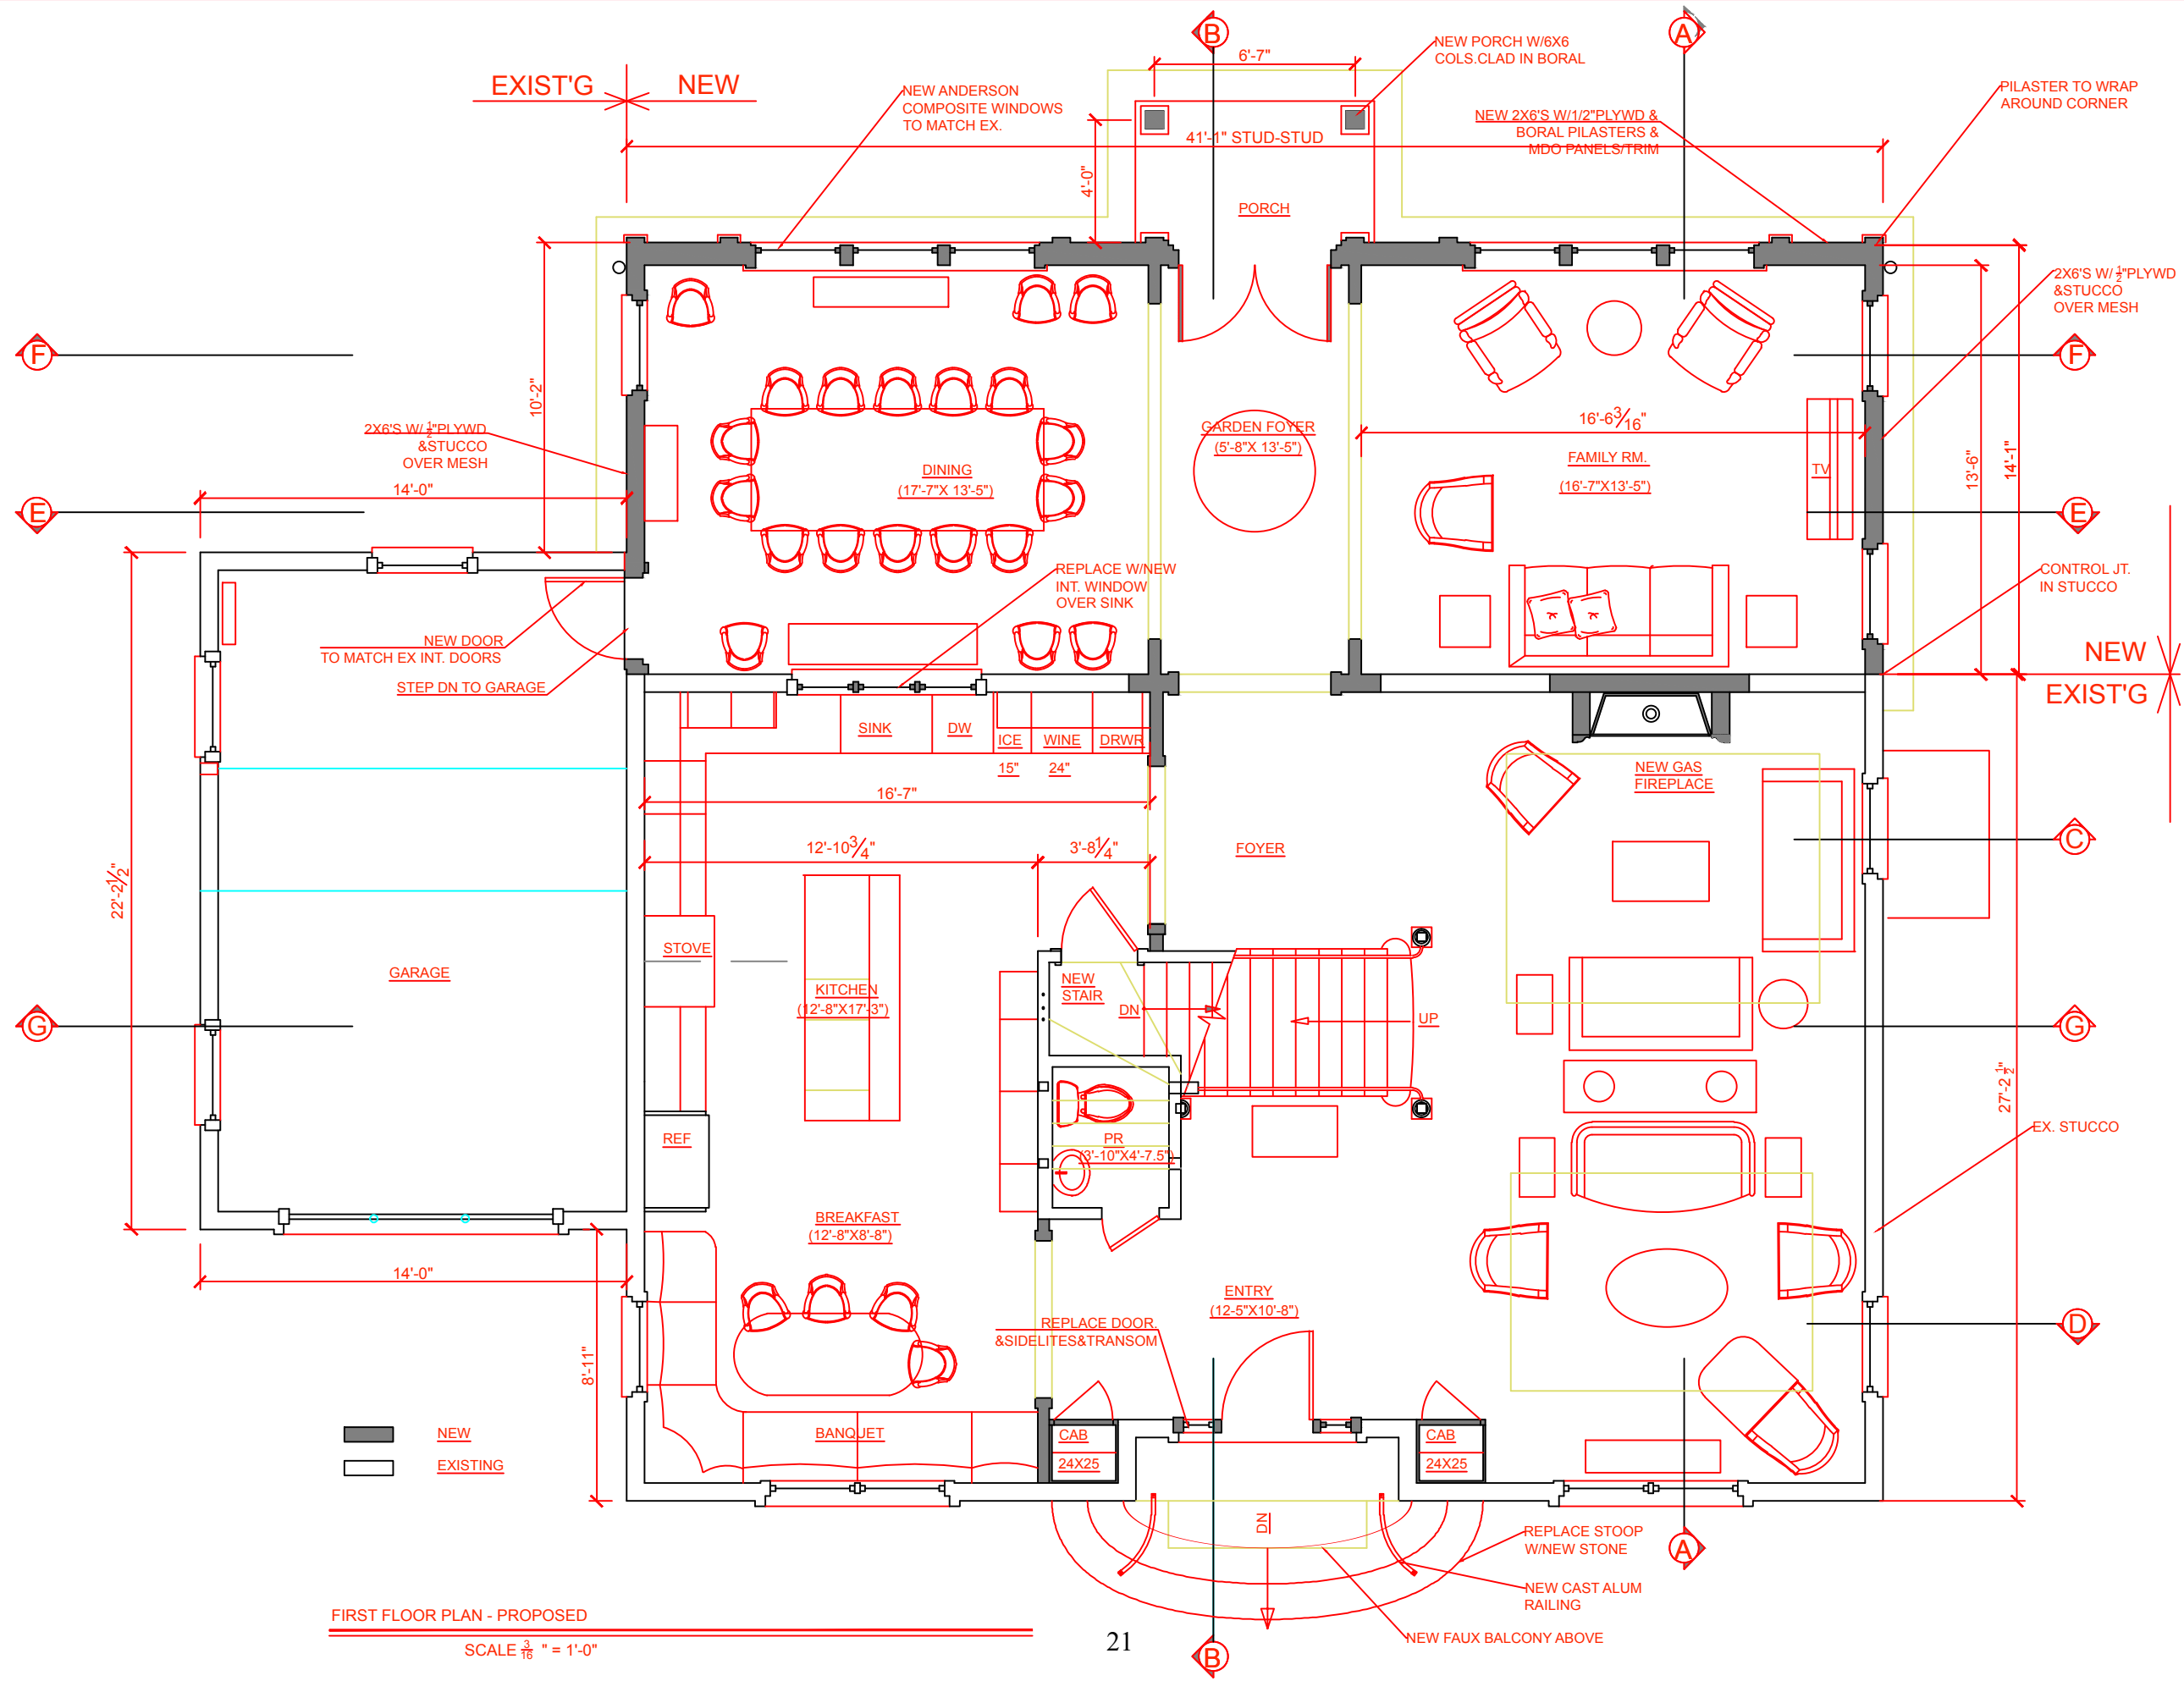 B
A
6'-7"
NEW PORCH W/6X6
COLS.CLAD IN BORAL
EXIST'G
NEW
NEW ANDERSON
COMPOSITE WINDOWS
TO MATCH EX.
PILASTER TO WRAP
AROUND CORNER
NEW 2X6'S W/1/2"PLYWD &
BORAL PILASTERS &
MDO PANELS/TRIM
41'-1" STUD-STUD
4'-0"
PORCH
2X6'S W/ 1/2"PLYWD
&STUCCO
OVER MESH
F
F
10'-2"
2X6'S W/ 1/2"PLYWD
&STUCCO
OVER MESH
GARDEN FOYER
(5'-8"X 13'-5")
16'-6 3/16"
FAMILY RM.
(16'-7"X13'-5")
TV
13'-6"
14'-1"
DINING
(17'-7"X 13'-5")
14'-0"
E
E
REPLACE W/NEW
INT. WINDOW
OVER SINK
CONTROL JT.
IN STUCCO
NEW DOOR
TO MATCH EX INT. DOORS
STEP DN TO GARAGE
NEW
EXIST'G
SINK
DW
ICE
WINE
DRWR
15"
24"
NEW GAS
FIREPLACE
16'-7"
12'-10 3/4"
3'-8 1/4"
FOYER
C
22'-2 1/2"
STOVE
GARAGE
KITCHEN
(12'-8"X17'-3")
NEW
STAIR
DN
UP
G
G
27'-2 1/2"
REF
PR
(3'-10"X4'-7.5")
EX. STUCCO
BREAKFAST
(12'-8"X8'-8")
14'-0"
ENTRY
(12-5"X10'-8")
REPLACE DOOR.
&SIDELITES&TRANSOM
D
8'-11"
NEW
EXISTING
BANQUET
CAB
24X25
CAB
24X25
DN
REPLACE STOOP
W/NEW STONE
A
NEW CAST ALUM
RAILING
NEW FAUX BALCONY ABOVE
FIRST FLOOR PLAN - PROPOSED
SCALE 3/16 " = 1'-0"
21
B